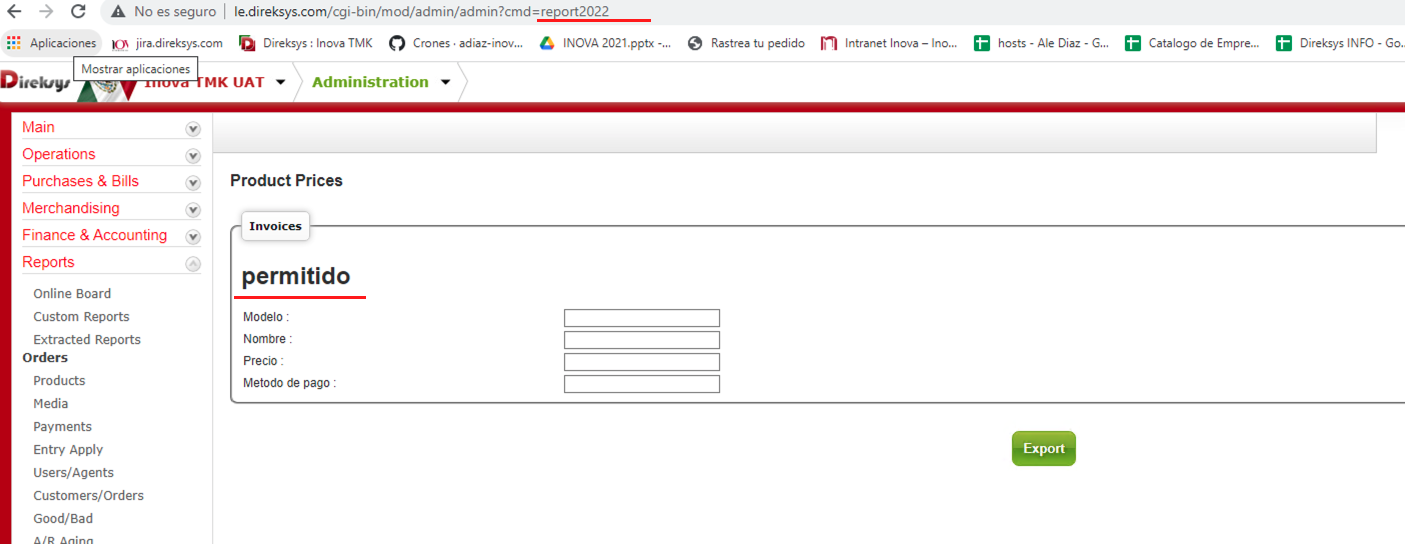 No es seguro | le.direksys.com/cgi-bin/mod/admin/admin?cmd=report2022
Aplicaciones jira.direksys.com Direksys : Inova TMK Crones · adiaz-inov... INOVA 2021.pptx -... Rastrea tu pedido Intranet Inova – Ino... hosts - Ale Diaz - G... Catalogo de Empre... Direksys INFO - Go...
Mostrar aplicaciones
Direksys Inova TMK UAT Administration
Main
Operations
Purchases & Bills
Merchandising
Finance & Accounting
Reports
Online Board
Custom Reports
Extracted Reports
Orders
Products
Media
Payments
Entry Apply
Users/Agents
Customers/Orders
Good/Bad
A/R Aging
Product Prices
Invoices
permitido
Modelo :
Nombre :
Precio :
Metodo de pago :
Export